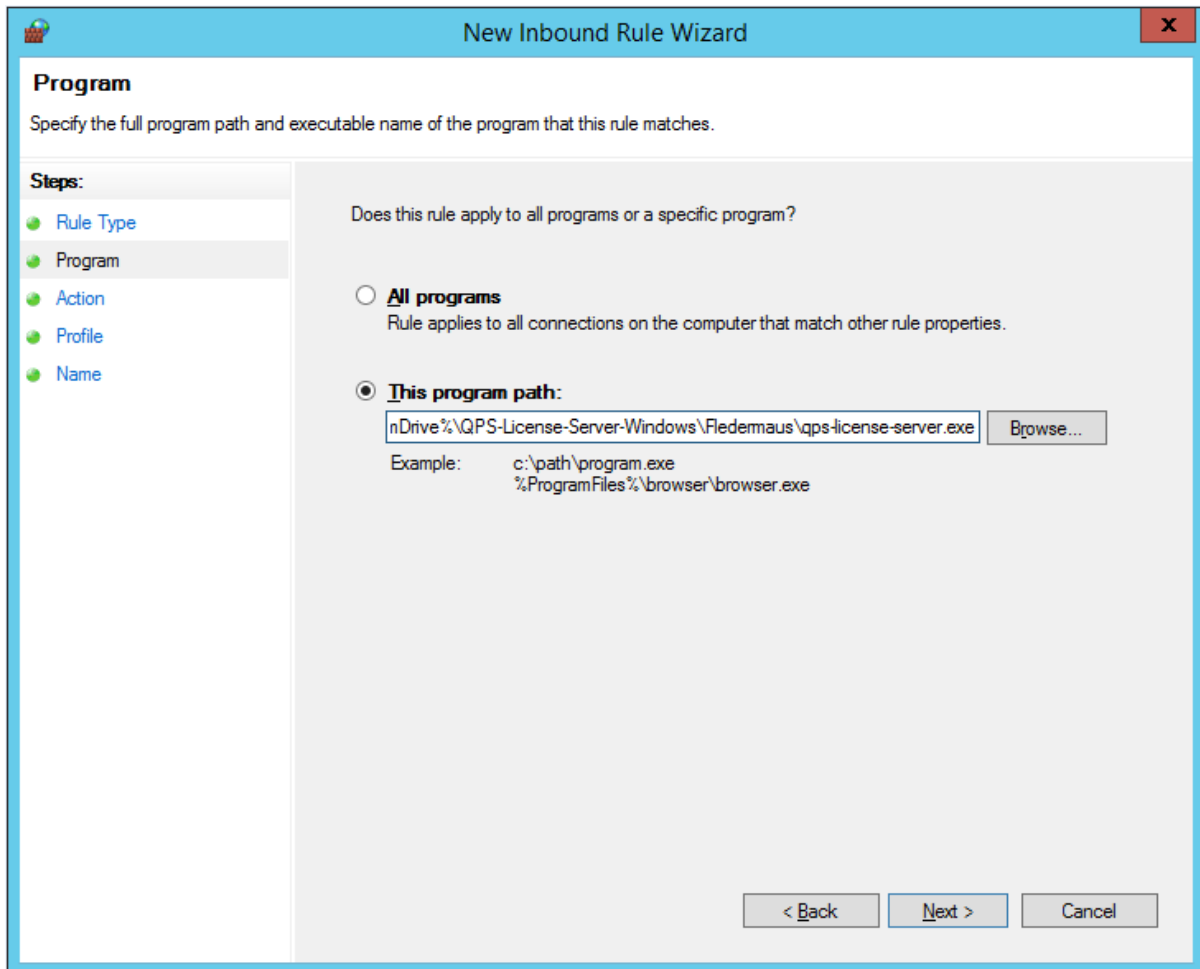 New Inbound Rule Wizard
x
Program
Specify the full program path and executable name of the program that this rule matches.
Steps:
Rule Type
Program
Action
Profile
Name
Does this rule apply to all programs or a specific program?
All programs
Rule applies to all connections on the computer that match other rule properties.
This program path:
nDrive%\QPS-License-Server-Windows\Fledermaus\qps-license-server.exe
Browse...
Example: c:\path\program.exe
%ProgramFiles%\browser\browser.exe
< Back Next > Cancel